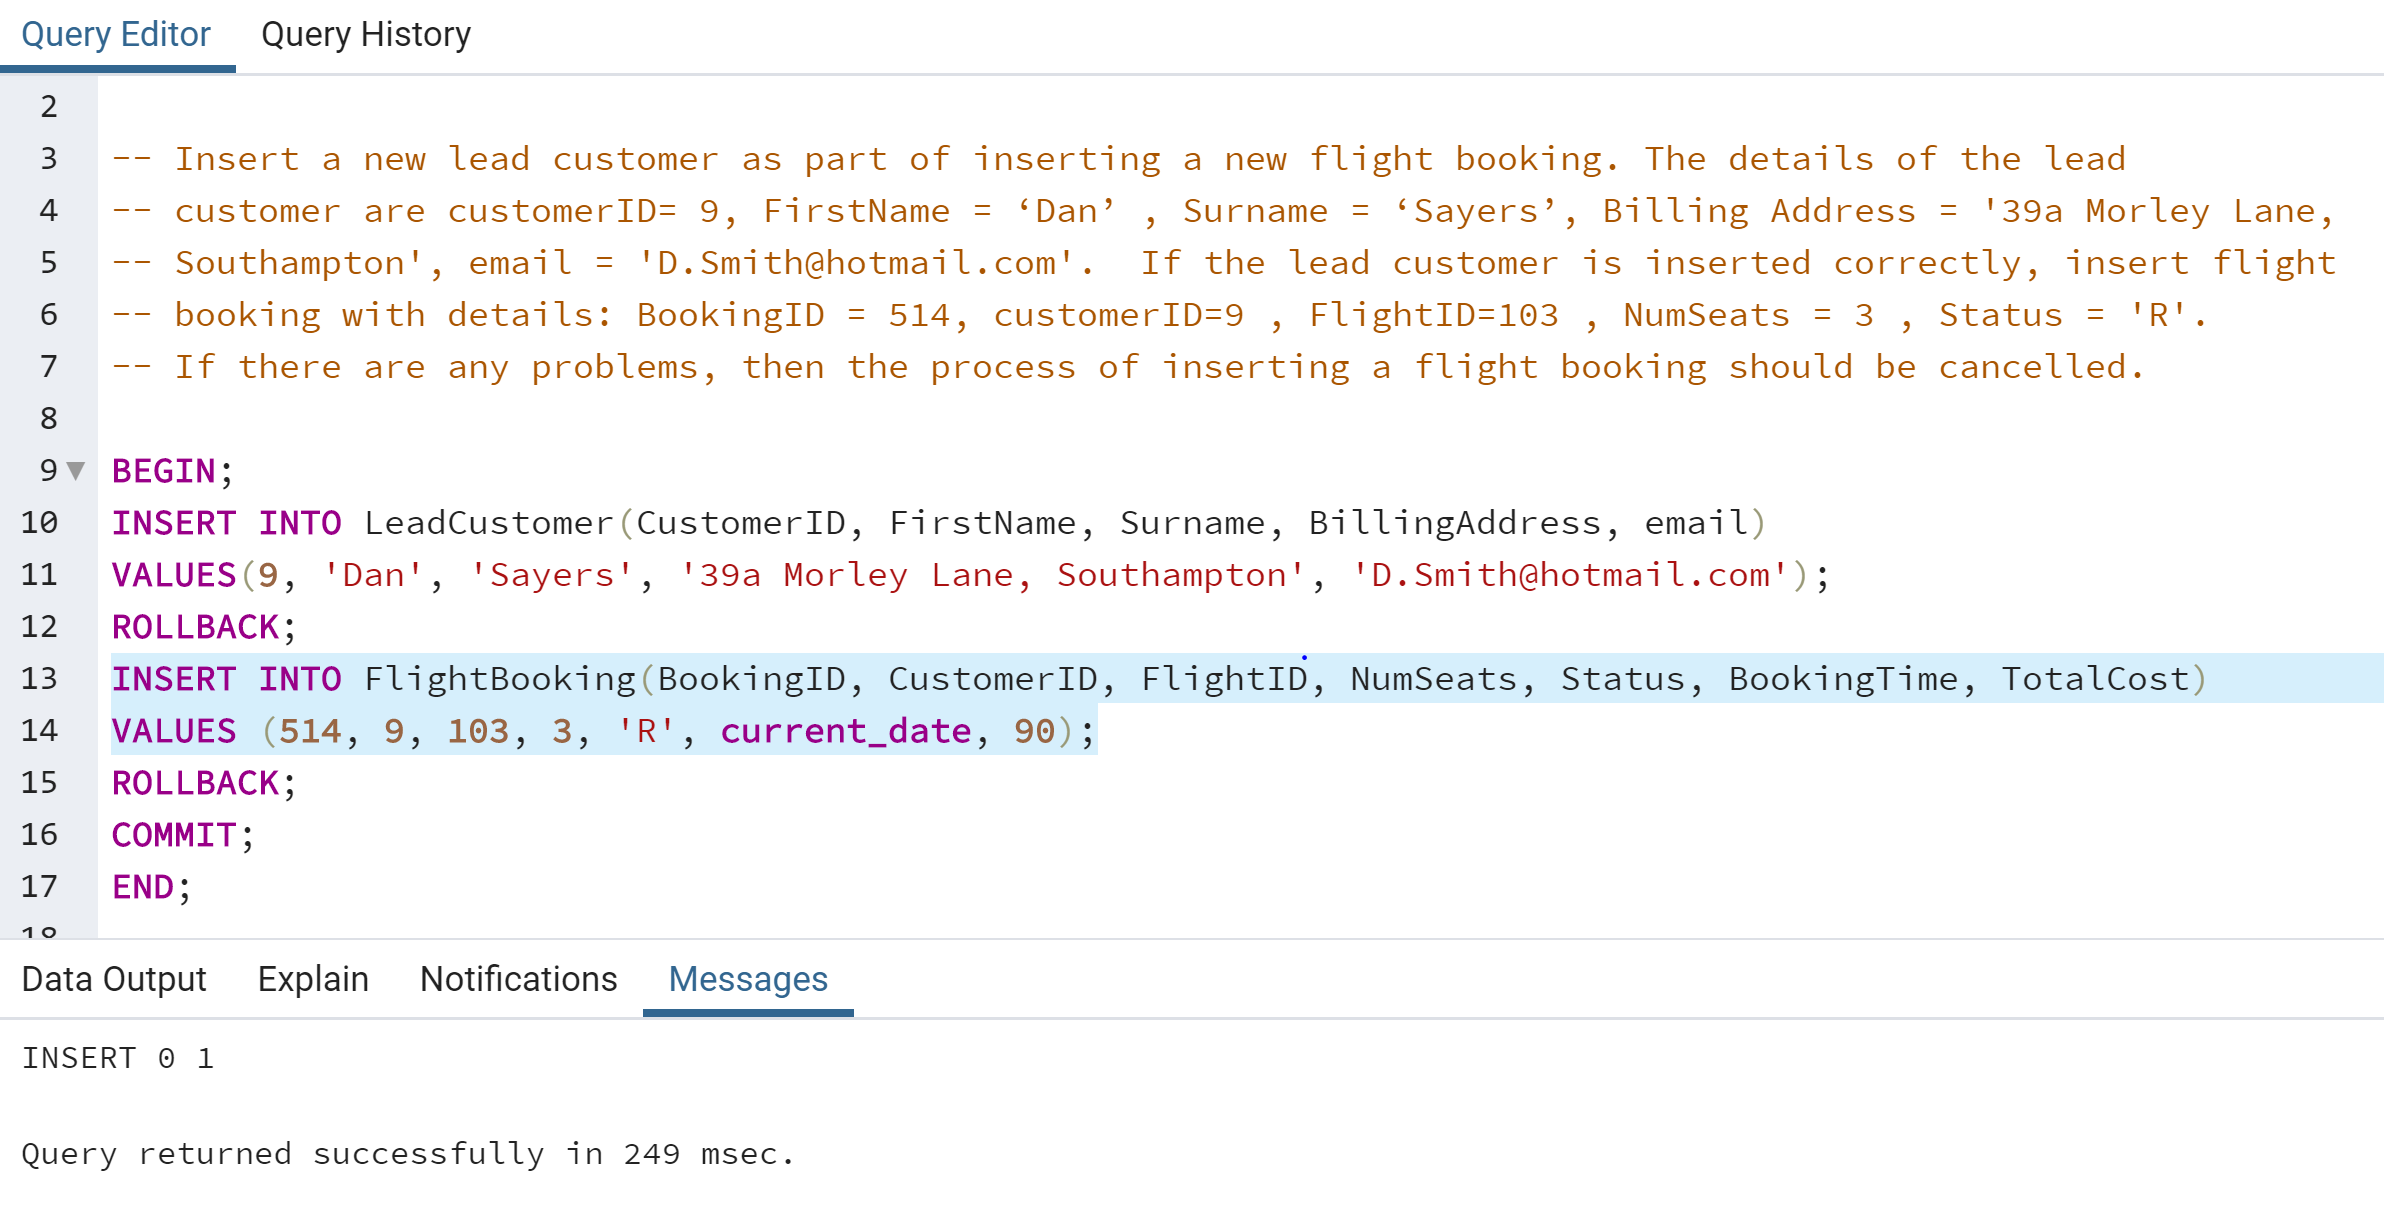 Query Editor Query History
2
3 -- Insert a new lead customer as part of inserting a new flight booking. The details of the lead
4 -- customer are customerID= 9, FirstName = ‘Dan’ , Surname = ‘Sayers’, Billing Address = '39a Morley Lane,
5 -- Southampton', email = 'D.Smith@hotmail.com'.  If the lead customer is inserted correctly, insert flight
6 -- booking with details: BookingID = 514, customerID=9 , FlightID=103 , NumSeats = 3 , Status = 'R'.
7 -- If there are any problems, then the process of inserting a flight booking should be cancelled.
8
9 BEGIN;
10 INSERT INTO LeadCustomer(CustomerID, FirstName, Surname, BillingAddress, email)
11 VALUES(9, 'Dan', 'Sayers', '39a Morley Lane, Southampton', 'D.Smith@hotmail.com');
12 ROLLBACK;
13 INSERT INTO FlightBooking(BookingID, CustomerID, FlightID, NumSeats, Status, BookingTime, TotalCost)
14 VALUES (514, 9, 103, 3, 'R', current_date, 90);
15 ROLLBACK;
16 COMMIT;
17 END;
18
Data Output Explain Notifications Messages
INSERT 0 1
Query returned successfully in 249 msec.